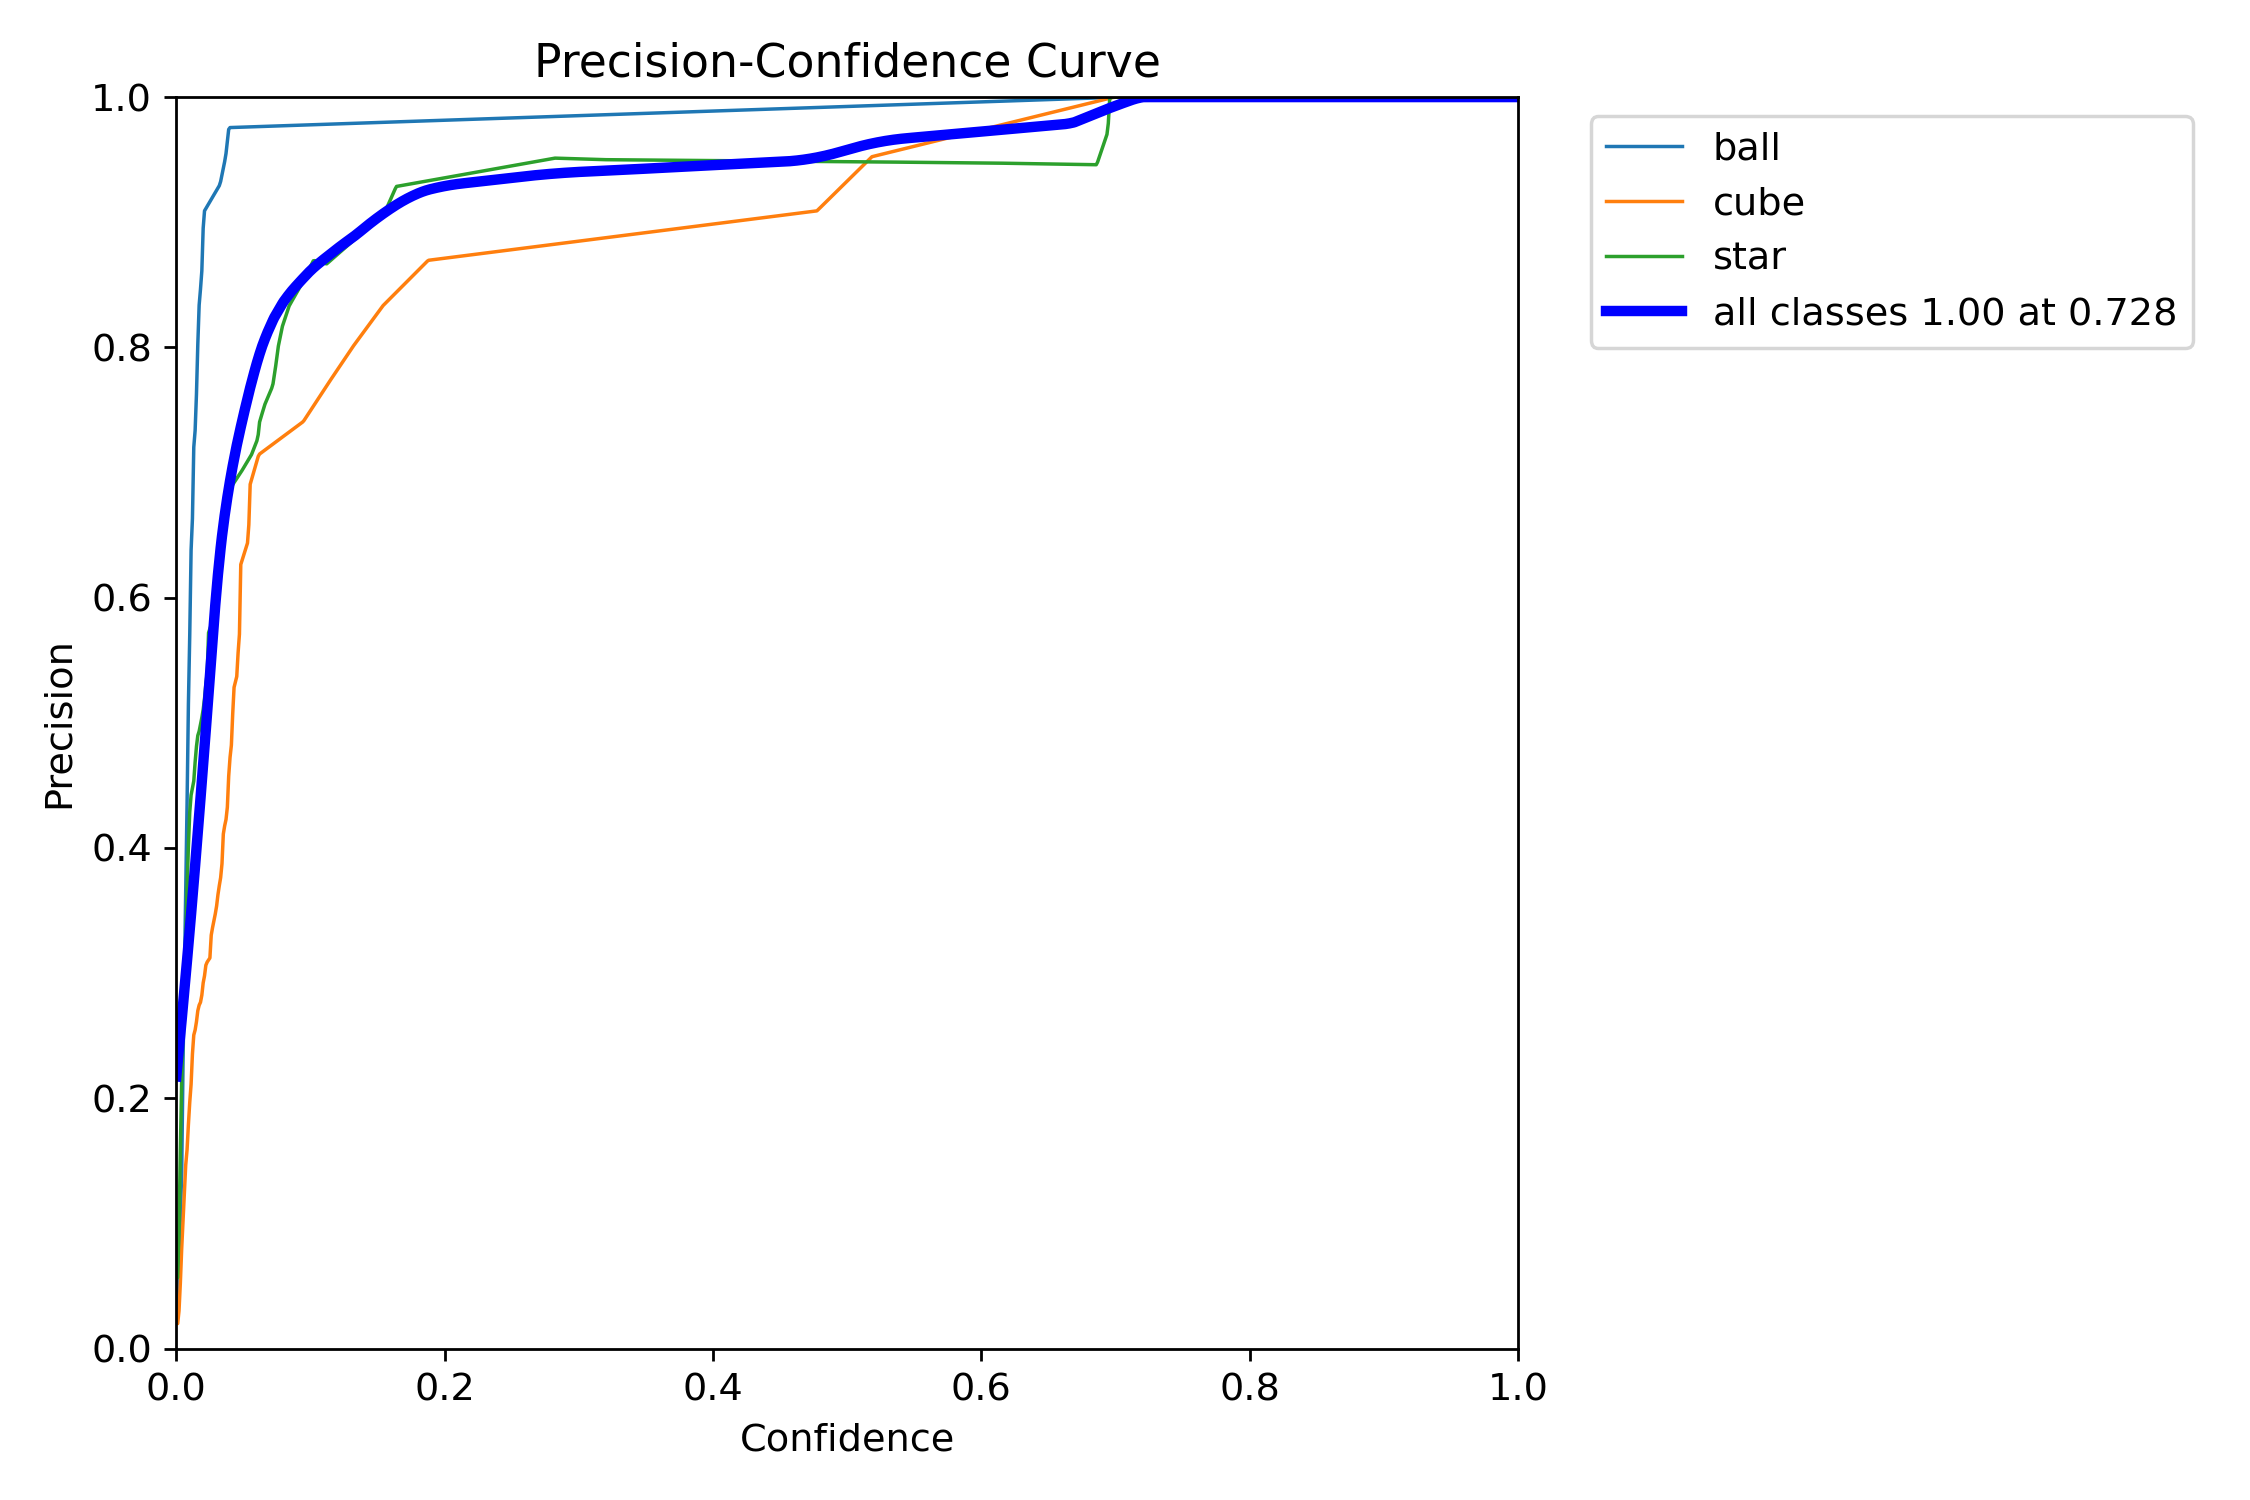 Precision-Confidence Curve
1.0
0.8
0.6
0.4
0.2
0.0
Precision
0.0 0.2 0.4 0.6 0.8 1.0
Confidence
ball
cube
star
all classes 1.00 at 0.728